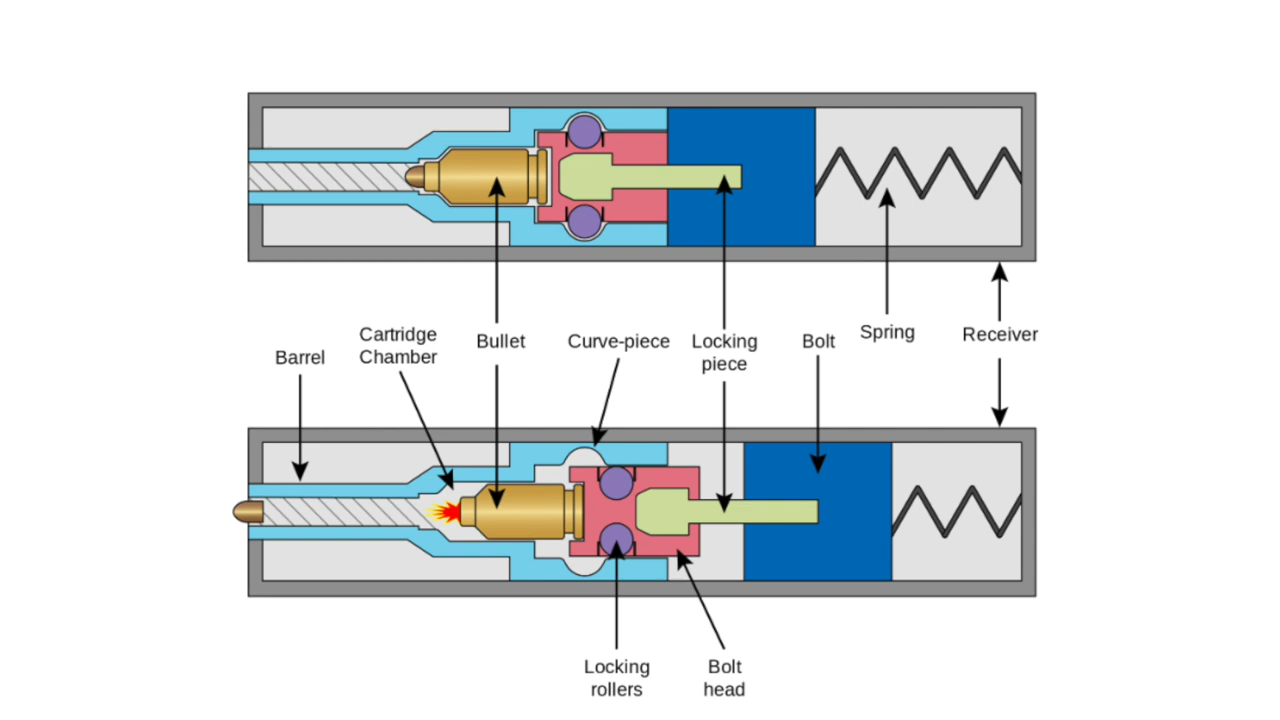 Barrel
Cartridge
Chamber
Bullet
Curve-piece
Locking
piece
Bolt
Spring
Receiver
Locking
rollers
Bolt
head